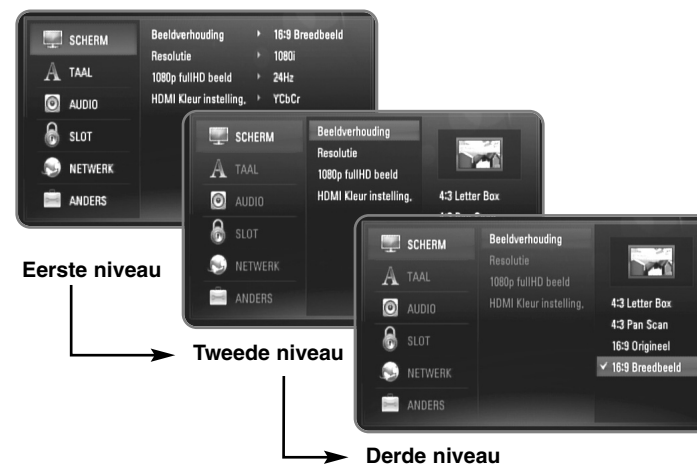 SCHERM
TAAL
AUDIO
SLOT
NETWERK
ANDERS
Beeldverhouding 16:9 Breedbeeld
Resolutie 1080i
1080p fullHD beeld 24Hz
HDMI Kleur instelling. YCbCr
Eerste niveau
SCHERM
TAAL
AUDIO
SLOT
NETWERK
ANDERS
Beeldverhouding
Resolutie
1080p fullHD beeld
HDMI Kleur instelling.
4:3 Letter Box
Tweede niveau
SCHERM
TAAL
AUDIO
SLOT
NETWERK
ANDERS
Beeldverhouding
Resolutie
1080p fullHD beeld
HDMI Kleur instelling.
4:3 Letter Box
4:3 Pan Scan
16:9 Origineel
✓ 16:9 Breedbeeld
Derde niveau